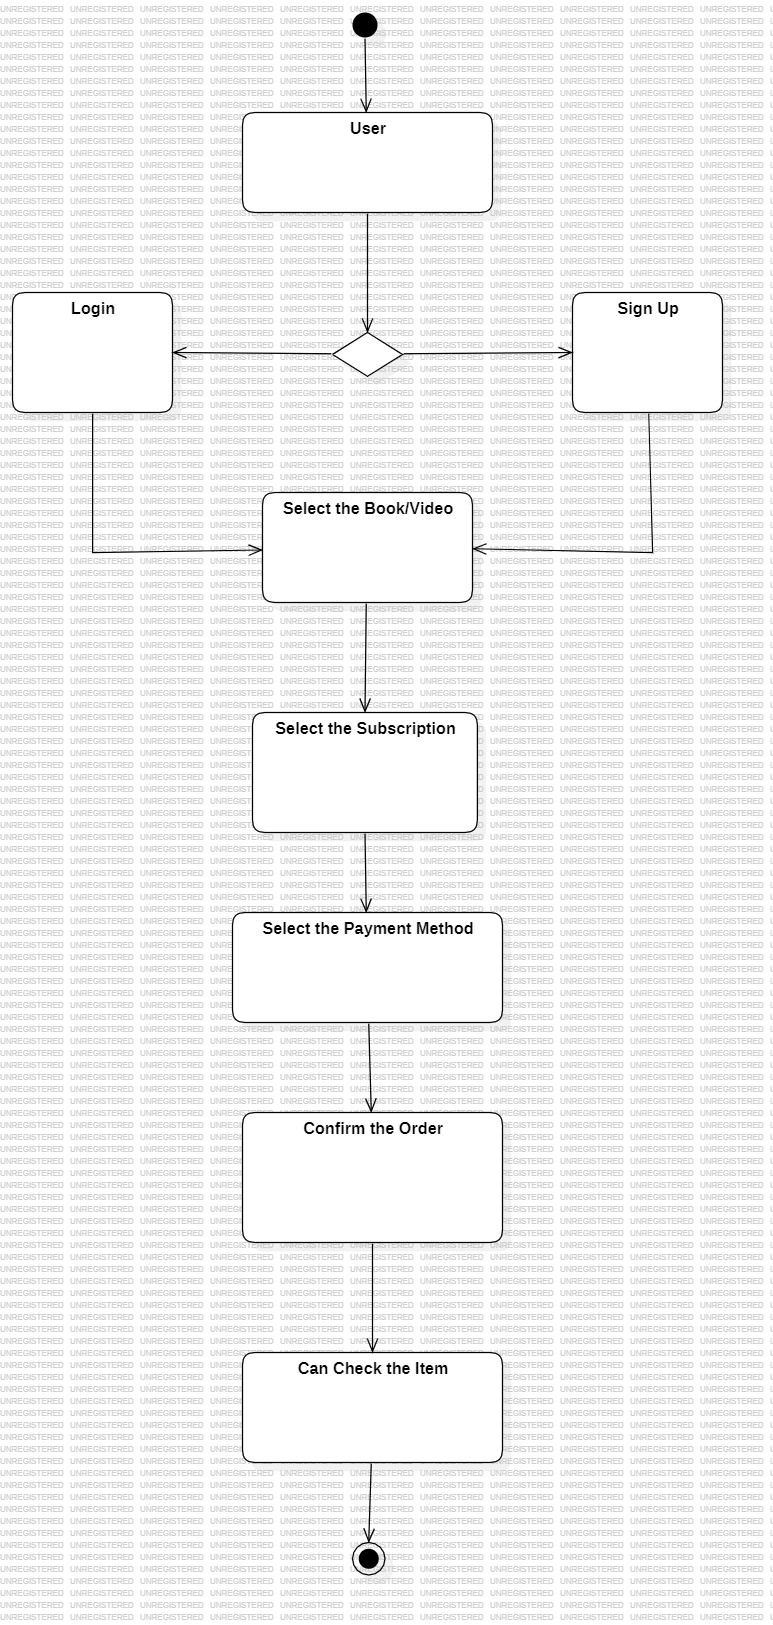 User
Login
Sign Up
Select the Book/Video
Select the Subscription
Select the Payment Method
Confirm the Order
Can Check the Item
UNREGISTERED